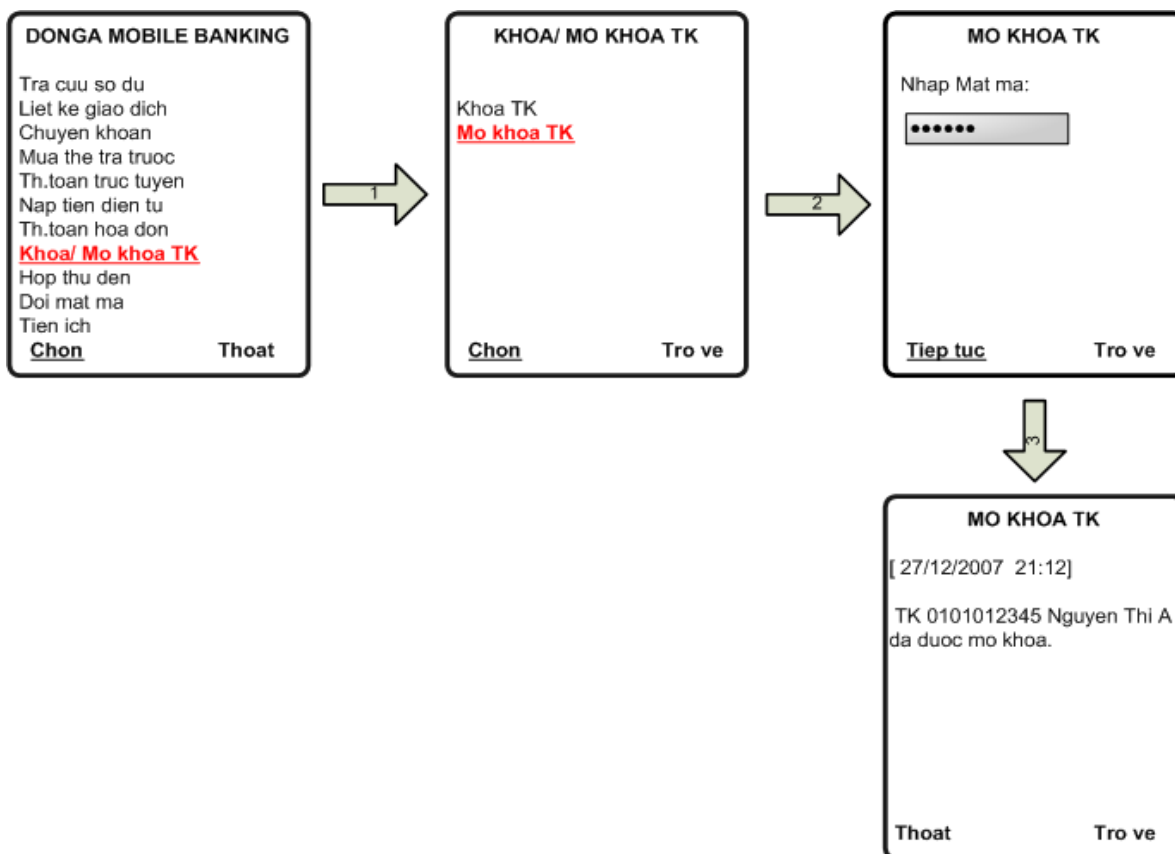 DONGA MOBILE BANKING
Tra cuu so du
Liet ke giao dich
Chuyen khoan
Mua the tra truoc
Th.toan truc tuyen
Nap tien dien tu
Th.toan hoa don
Khoa/ Mo khoa TK
Hop thu den
Doi mat ma
Tien ich
Chon Thoat
1
KHOA/ MO KHOA TK
Khoa TK
Mo khoa TK
Chon Tro ve
2
MO KHOA TK
Nhap Mat ma:
••••••
Tiep tuc Tro ve
3
MO KHOA TK
[ 27/12/2007 21:12]
TK 0101012345 Nguyen Thi A
da duoc mo khoa.
Thoat Tro ve